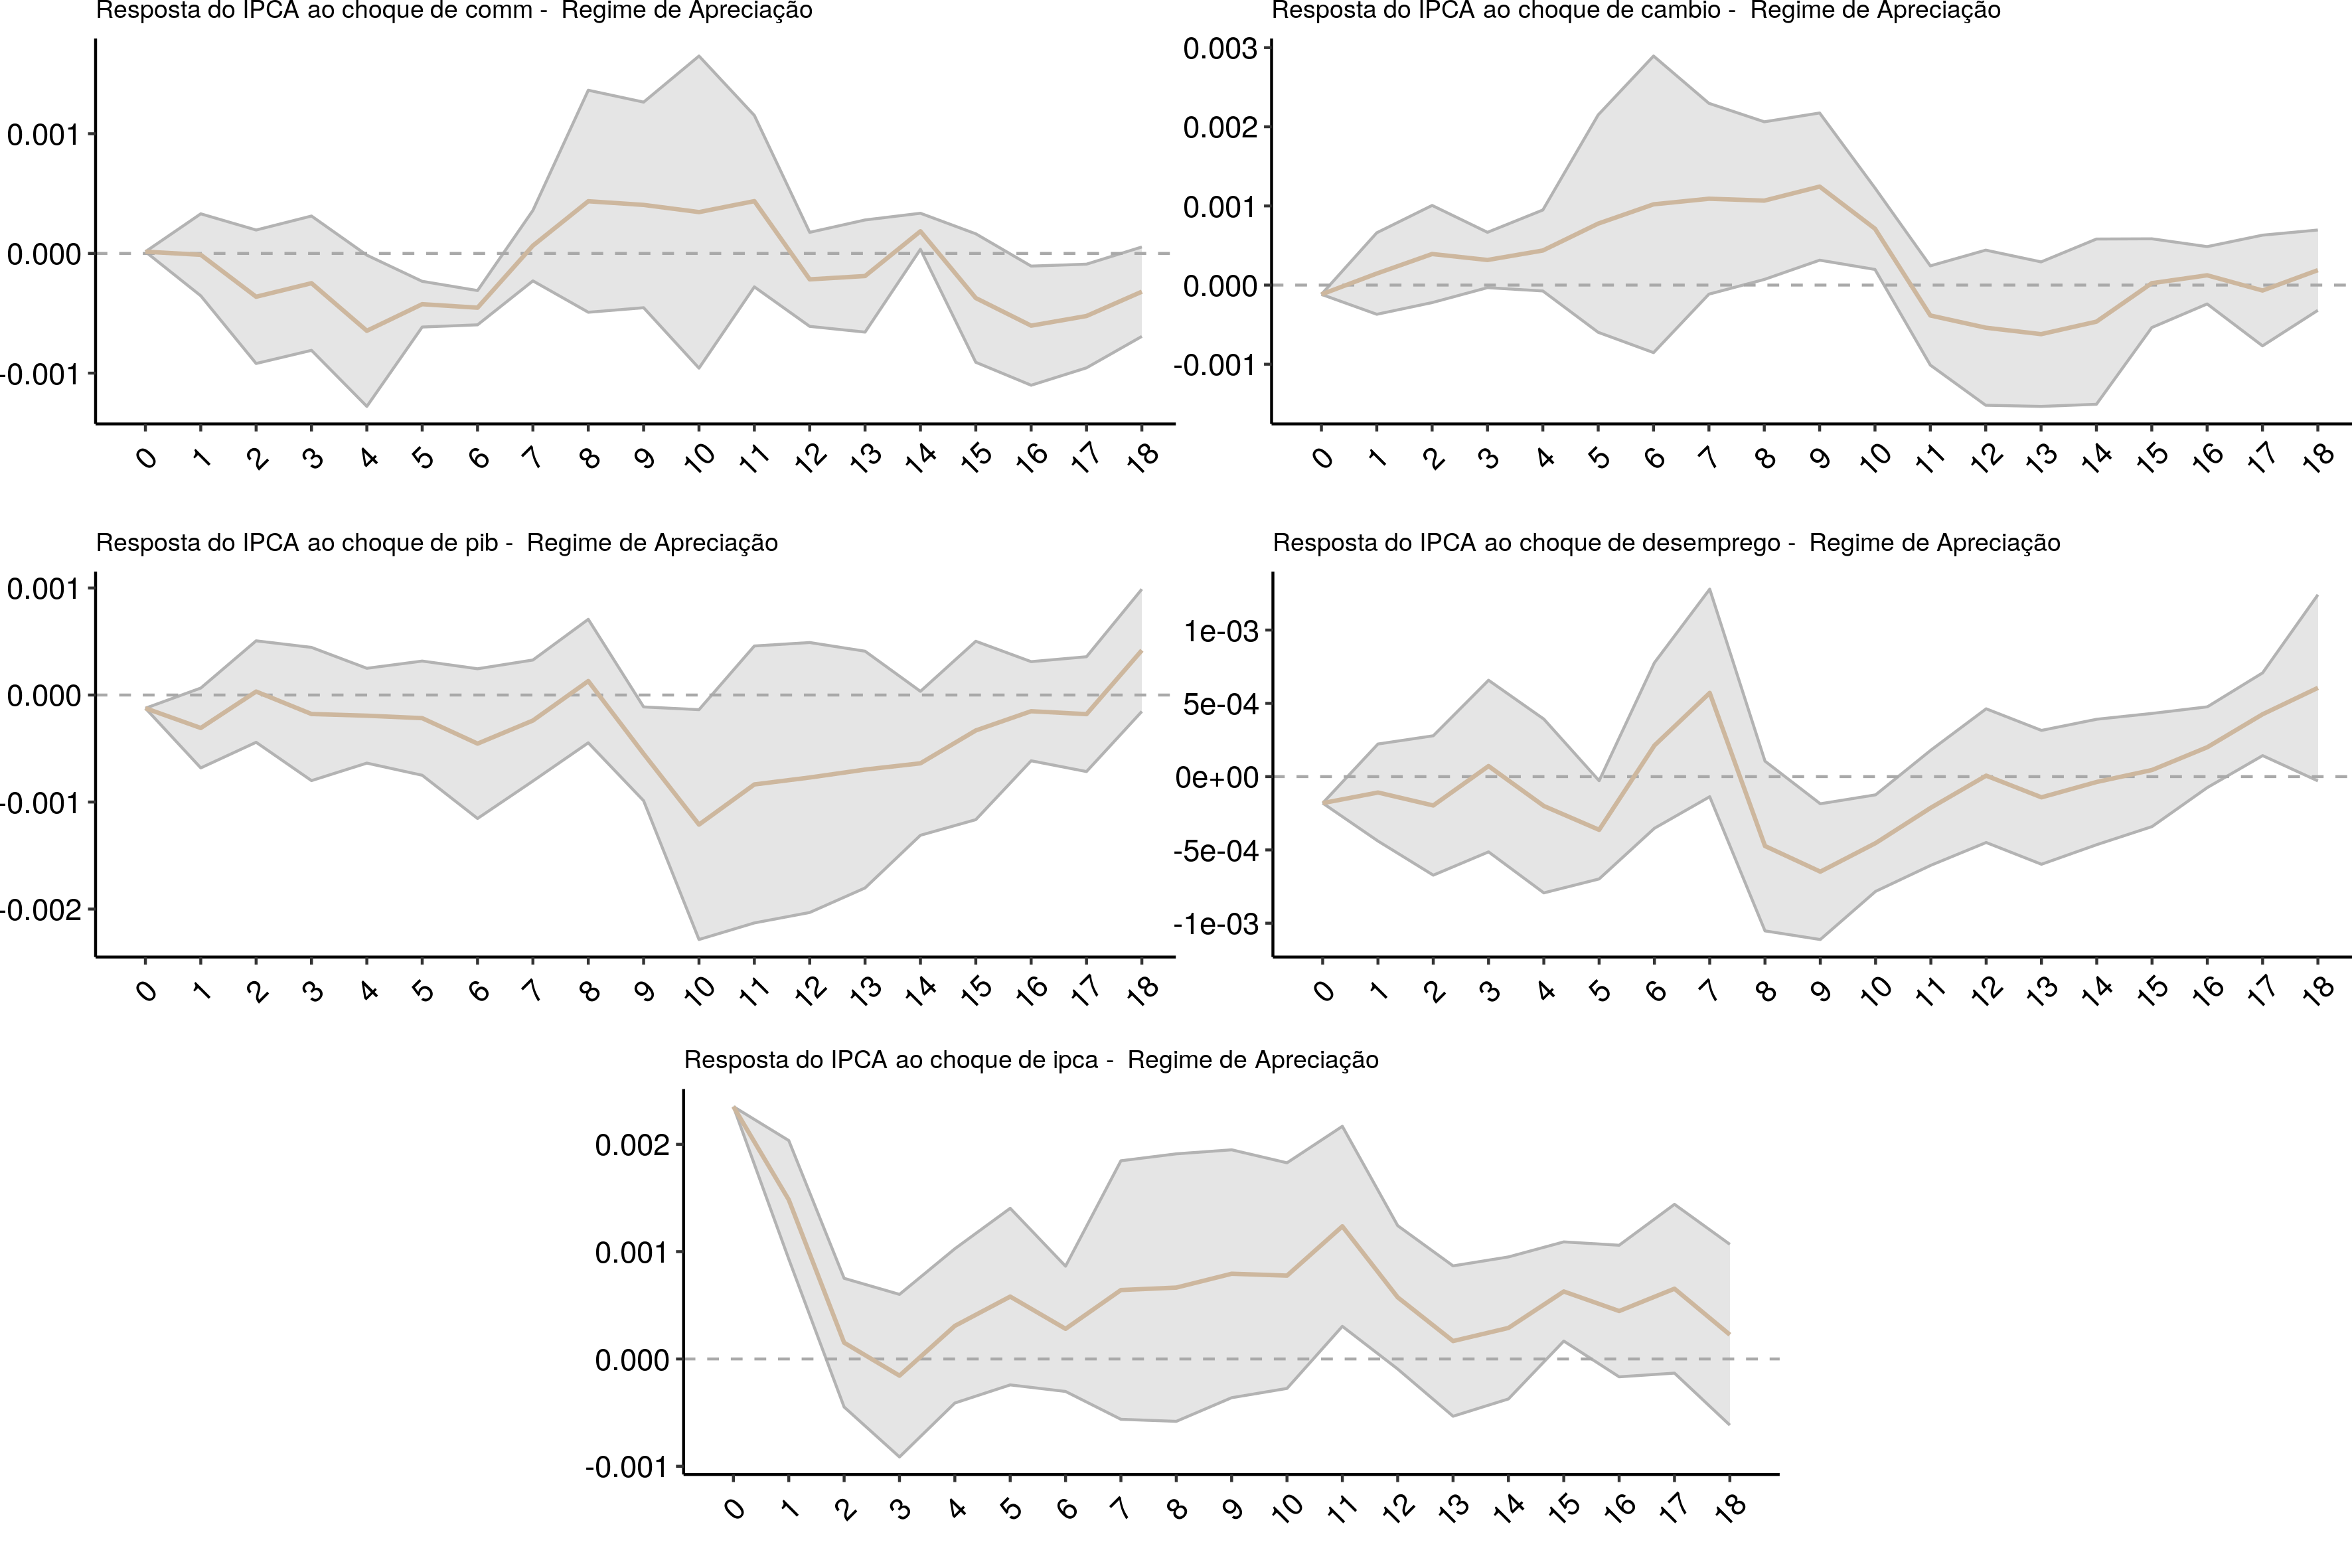 Resposta do IPCA ao choque de comm - Regime de Apreciação
0.001
0.000
-0.001
0 1 2 3 4 5 6 7 8 9 10 11 12 13 14 15 16 17 18
Resposta do IPCA ao choque de cambio - Regime de Apreciação
0.003
0.002
0.001
0.000
-0.001
0 1 2 3 4 5 6 7 8 9 10 11 12 13 14 15 16 17 18
Resposta do IPCA ao choque de pib - Regime de Apreciação
0.001
0.000
-0.001
-0.002
0 1 2 3 4 5 6 7 8 9 10 11 12 13 14 15 16 17 18
Resposta do IPCA ao choque de desemprego - Regime de Apreciação
1e-03
5e-04
0e+00
-5e-04
-1e-03
0 1 2 3 4 5 6 7 8 9 10 11 12 13 14 15 16 17 18
Resposta do IPCA ao choque de ipca - Regime de Apreciação
0.002
0.001
0.000
-0.001
0 1 2 3 4 5 6 7 8 9 10 11 12 13 14 15 16 17 18